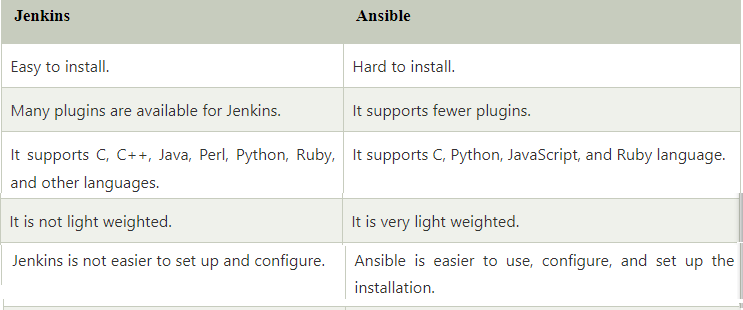 Jenkins Ansible
Easy to install. Hard to install.
Many plugins are available for Jenkins. It supports fewer plugins.
It supports C, C++, Java, Perl, Python, Ruby, It supports C, Python, JavaScript, and Ruby language.
and other languages.
It is not light weighted. It is very light weighted.
Jenkins is not easier to set up and configure. Ansible is easier to use, configure, and set up the
installation.